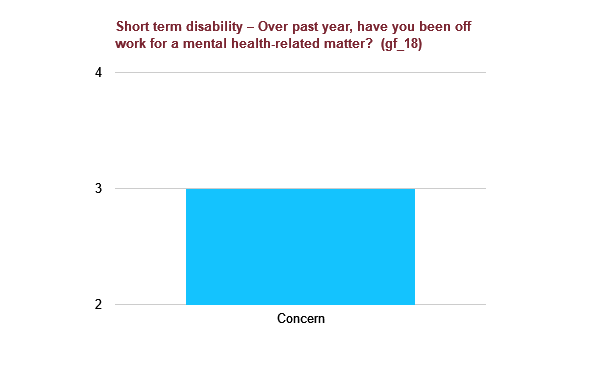 Short term disability – Over past year, have you been off
work for a mental health-related matter?  (gf_18)
4
3
2
Concern